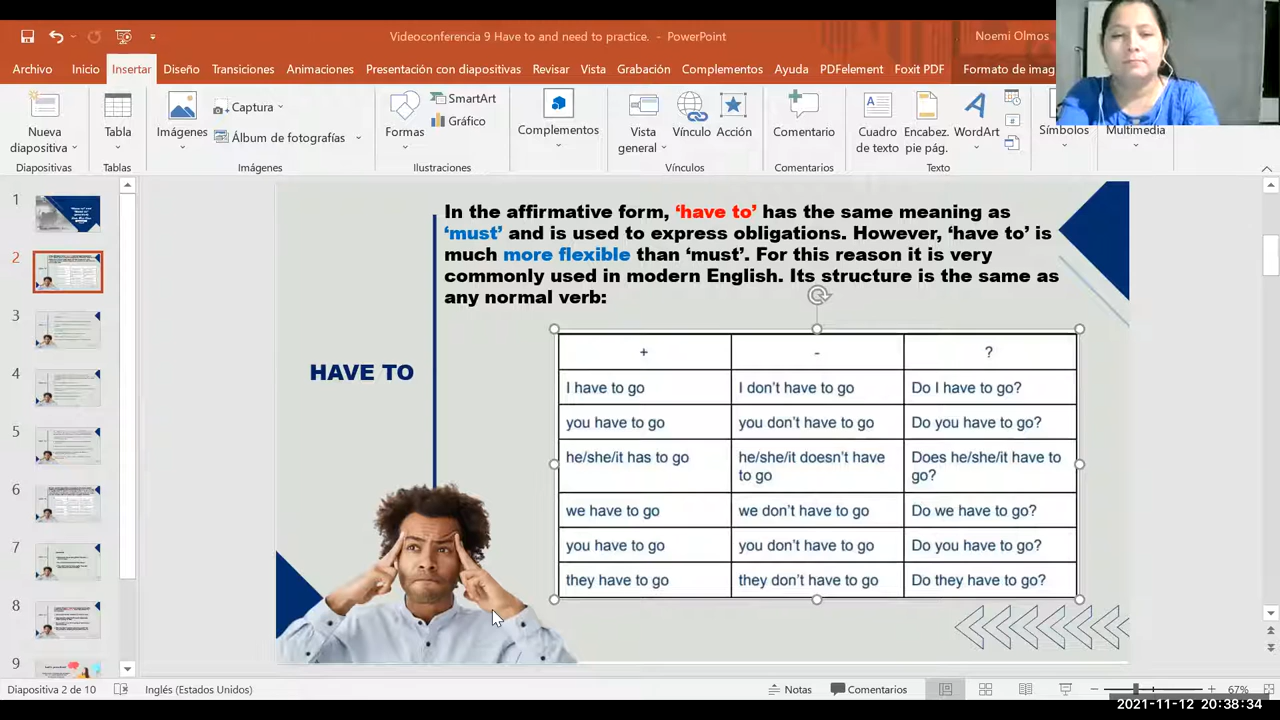 Videoconferencia 9 Have to and need to practice. - PowerPoint
Noemi Olmos
Archivo Inicio Insertar Diseño Transiciones Animaciones Presentación con diapositivas Revisar Vista Grabación Complementos Ayuda PDFelement Foxit PDF Formato de imag
Nueva diapositiva
Tabla
Imágenes
Captura
Álbum de fotografías
Formas
SmartArt
Gráfico
Complementos
Vista general
Vínculo
Acción
Comentario
Cuadro de texto
Encabez. pie pág.
WordArt
Símbolos
Multimedia
Diapositivas Tablas Imágenes Ilustraciones Vínculos Comentarios Texto
1
2
3
4
5
6
7
8
9
In the affirmative form, ‘have to’ has the same meaning as
‘must’ and is used to express obligations. However, ‘have to’ is
much more flexible than ‘must’. For this reason it is very
commonly used in modern English. Its structure is the same as
any normal verb:
HAVE TO
+ - ?
I have to go I don’t have to go Do I have to go?
you have to go you don’t have to go Do you have to go?
he/she/it has to go he/she/it doesn’t have to go Does he/she/it have to go?
we have to go we don’t have to go Do we have to go?
you have to go you don’t have to go Do you have to go?
they have to go they don’t have to go Do they have to go?
Diapositiva 2 de 10 Inglés (Estados Unidos) Notas Comentarios 67%
2021-11-12 20:38:34